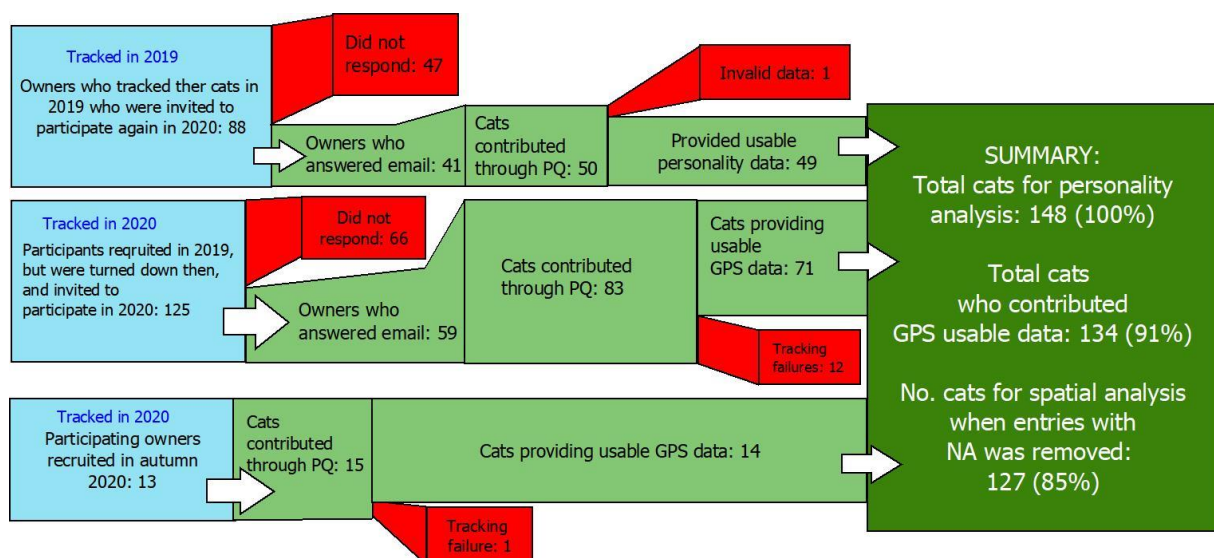 Tracked in 2019
Owners who tracked ther cats in
2019 who were invited to
participate again in 2020: 88
Did not
respond: 47
Owners who
answered email: 41
Cats
contributed
through PQ: 50
Invalid data: 1
Provided usable
personality data: 49
Tracked in 2020
Participants reqruited in 2019,
but were turned down then,
and invited to
participate in 2020: 125
Did not
respond: 66
Owners who
answered email: 59
Cats contributed
through PQ: 83
Cats providing
usable
GPS data: 71
Tracking
failures: 12
Tracked in 2020
Participating owners
recruited in autumn
2020: 13
Cats
contributed
through PQ: 15
Cats providing usable GPS data: 14
Tracking
failure: 1
SUMMARY:
Total cats for personality
analysis: 148 (100%)
Total cats
who contributed
GPS usable data: 134 (91%)
No. cats for spatial analysis
when entries with
NA was removed:
127 (85%)